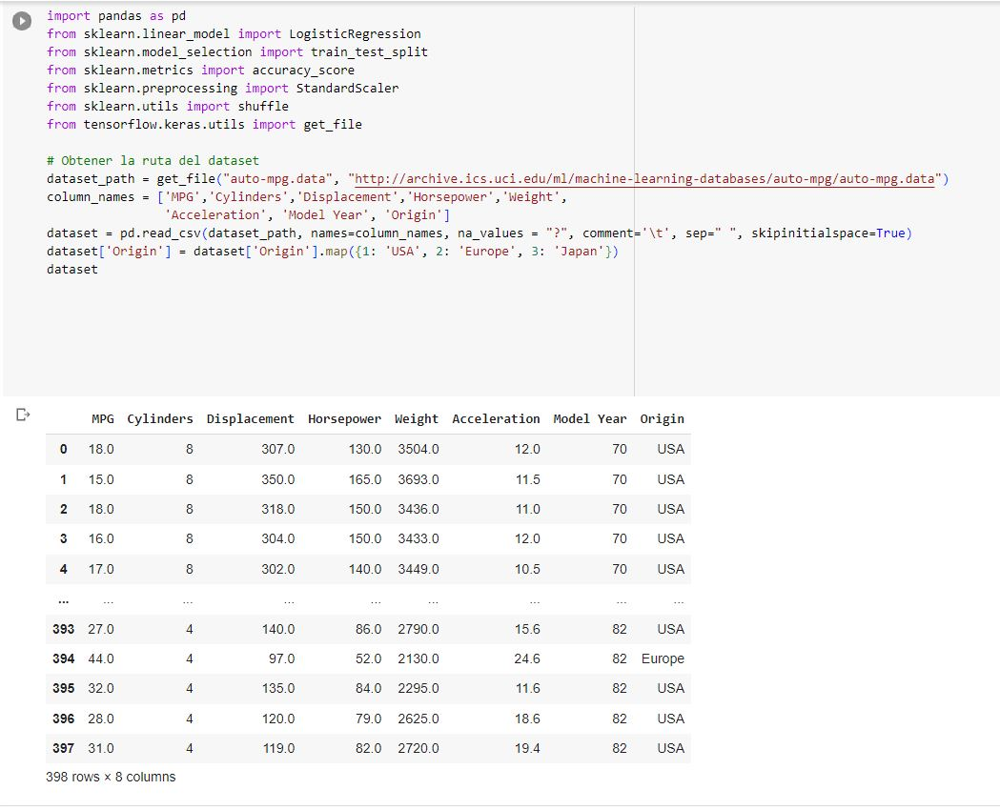 import pandas as pd
from sklearn.linear_model import LogisticRegression
from sklearn.model_selection import train_test_split
from sklearn.metrics import accuracy_score
from sklearn.preprocessing import StandardScaler
from sklearn.utils import shuffle
from tensorflow.keras.utils import get_file
# Obtener la ruta del dataset
dataset_path = get_file("auto-mpg.data", "http://archive.ics.uci.edu/ml/machine-learning-databases/auto-mpg/auto-mpg.data")
column_names = ['MPG','Cylinders','Displacement','Horsepower','Weight',
'Acceleration', 'Model Year', 'Origin']
dataset = pd.read_csv(dataset_path, names=column_names, na_values = "?", comment='\t', sep=" ", skipinitialspace=True)
dataset['Origin'] = dataset['Origin'].map({1: 'USA', 2: 'Europe', 3: 'Japan'})
dataset
MPG Cylinders Displacement Horsepower Weight Acceleration Model Year Origin
0 18.0 8 307.0 130.0 3504.0 12.0 70 USA
1 15.0 8 350.0 165.0 3693.0 11.5 70 USA
2 18.0 8 318.0 150.0 3436.0 11.0 70 USA
3 16.0 8 304.0 150.0 3433.0 12.0 70 USA
4 17.0 8 302.0 140.0 3449.0 10.5 70 USA
... ... ... ... ... ... ... ... ...
393 27.0 4 140.0 86.0 2790.0 15.6 82 USA
394 44.0 4 97.0 52.0 2130.0 24.6 82 Europe
395 32.0 4 135.0 84.0 2295.0 11.6 82 USA
396 28.0 4 120.0 79.0 2625.0 18.6 82 USA
397 31.0 4 119.0 82.0 2720.0 19.4 82 USA
398 rows × 8 columns